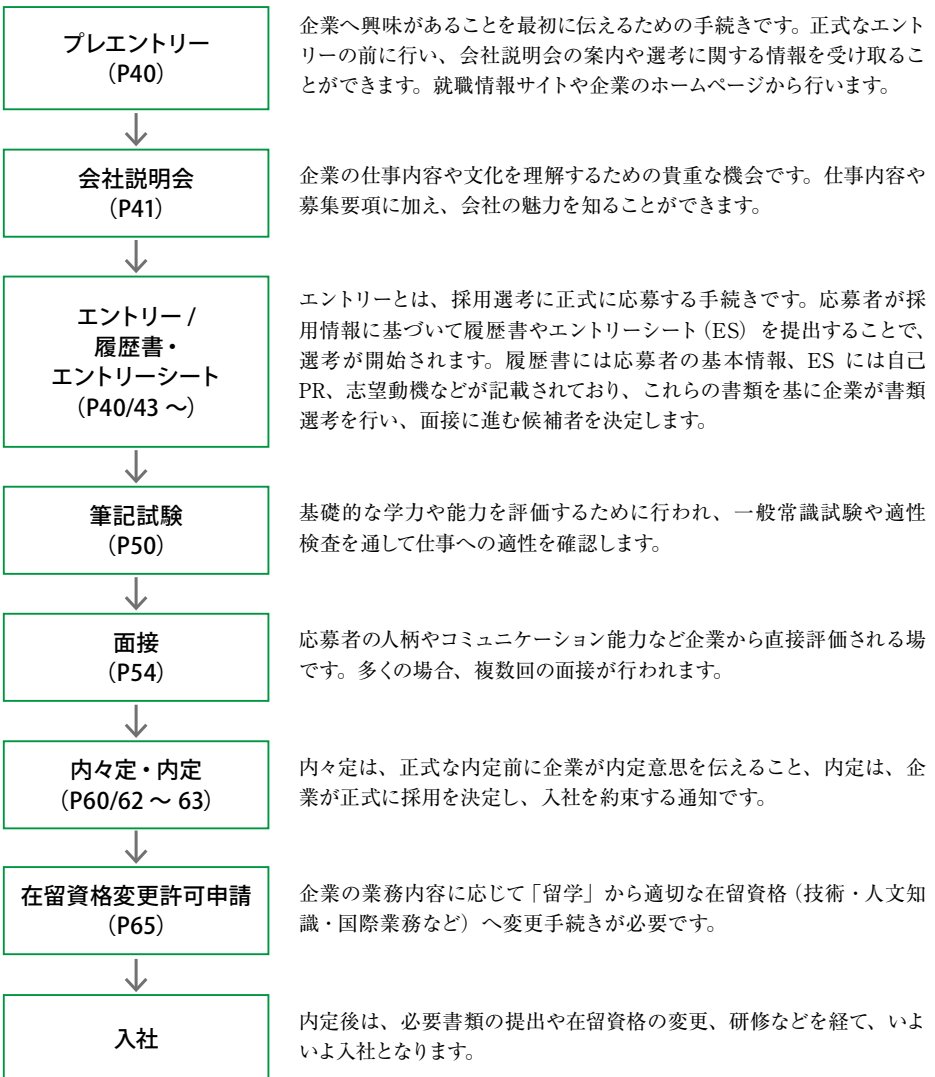 プレエントリー
（P40）
企業へ興味があることを最初に伝えるための手続きです。正式なエント
リーの前に行い、会社説明会の案内や選考に関する情報を受け取るこ
とができます。就職情報サイトや企業のホームページから行います。
会社説明会
（P41）
企業の仕事内容や文化を理解するための貴重な機会です。仕事内容や
募集要項に加え、会社の魅力を知ることができます。
エントリー /
履歴書・
エントリーシート
（P40/43 ～）
エントリーとは、採用選考に正式に応募する手続きです。応募者が採
用情報に基づいて履歴書やエントリーシート（ES）を提出することで、
選考が開始されます。履歴書には応募者の基本情報、ES には自己
PR、志望動機などが記載されており、これらの書類を基に企業が書類
選考を行い、面接に進む候補者を決定します。
筆記試験
（P50）
基礎的な学力や能力を評価するために行われ、一般常識試験や適性
検査を通して仕事への適性を確認します。
面接
（P54）
応募者の人柄やコミュニケーション能力など企業から直接評価される場
です。多くの場合、複数回の面接が行われます。
内々定・内定
（P60/62 ～ 63）
内々定は、正式な内定前に企業が内定意思を伝えること、内定は、企
業が正式に採用を決定し、入社を約束する通知です。
在留資格変更許可申請
（P65）
企業の業務内容に応じて「留学」から適切な在留資格（技術・人文知
識・国際業務など）へ変更手続きが必要です。
入社
内定後は、必要書類の提出や在留資格の変更、研修などを経て、いよ
いよ入社となります。